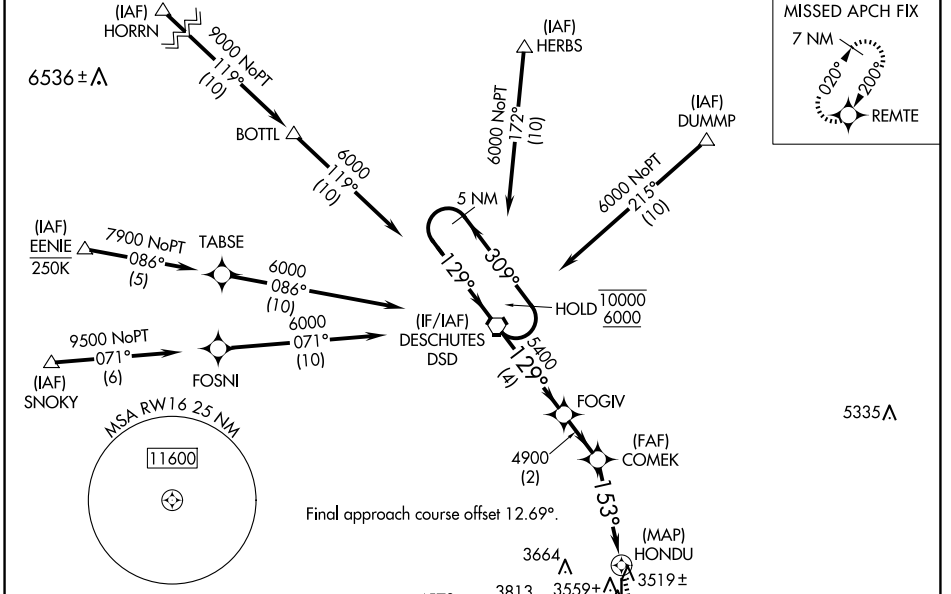 (IAF)
HORRN
9000 NoPT
119°
(10)
6536 ±
BOTTL
6000
119°
(10)
(IAF)
HERBS
6000 NoPT
172°
(10)
(IAF)
DUMMP
6000 NoPT
215°
(10)
MISSED APCH FIX
7 NM
020°
200°
REMTE
5 NM
129°
309°
HOLD 10000
6000
(IAF)
EENIE
250K
7900 NoPT
086°
(5)
TABSE
6000
086°
(10)
(IF/IAF)
DESCHUTES
DSD
9500 NoPT
071°
(6)
(IAF)
SNOKY
FOSNI
6000
071°
(10)
5400
129°
(4)
FOGIV
4900
(2)
(FAF)
COMEK
5335
MSA RW16 25 NM
11600
Final approach course offset 12.69°.
153°
(MAP)
HONDU
3664
3519 ±
3813
3559±